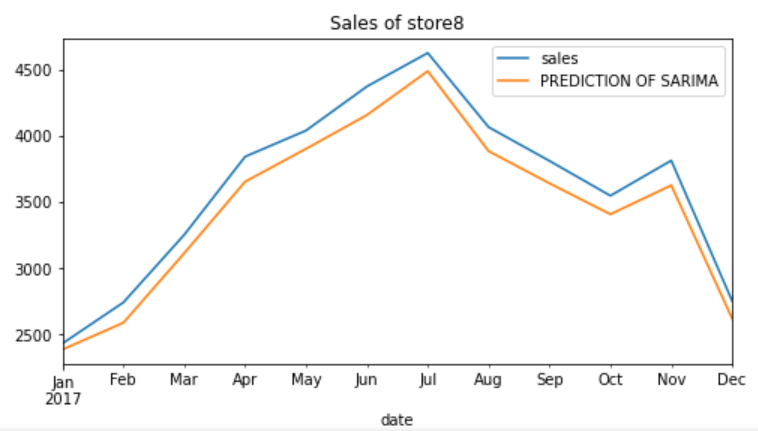 Sales of store8
sales
PREDICTION OF SARIMA
4500
4000
3500
3000
2500
Jan Feb Mar Apr May Jun Jul Aug Sep Oct Nov Dec
2017
date